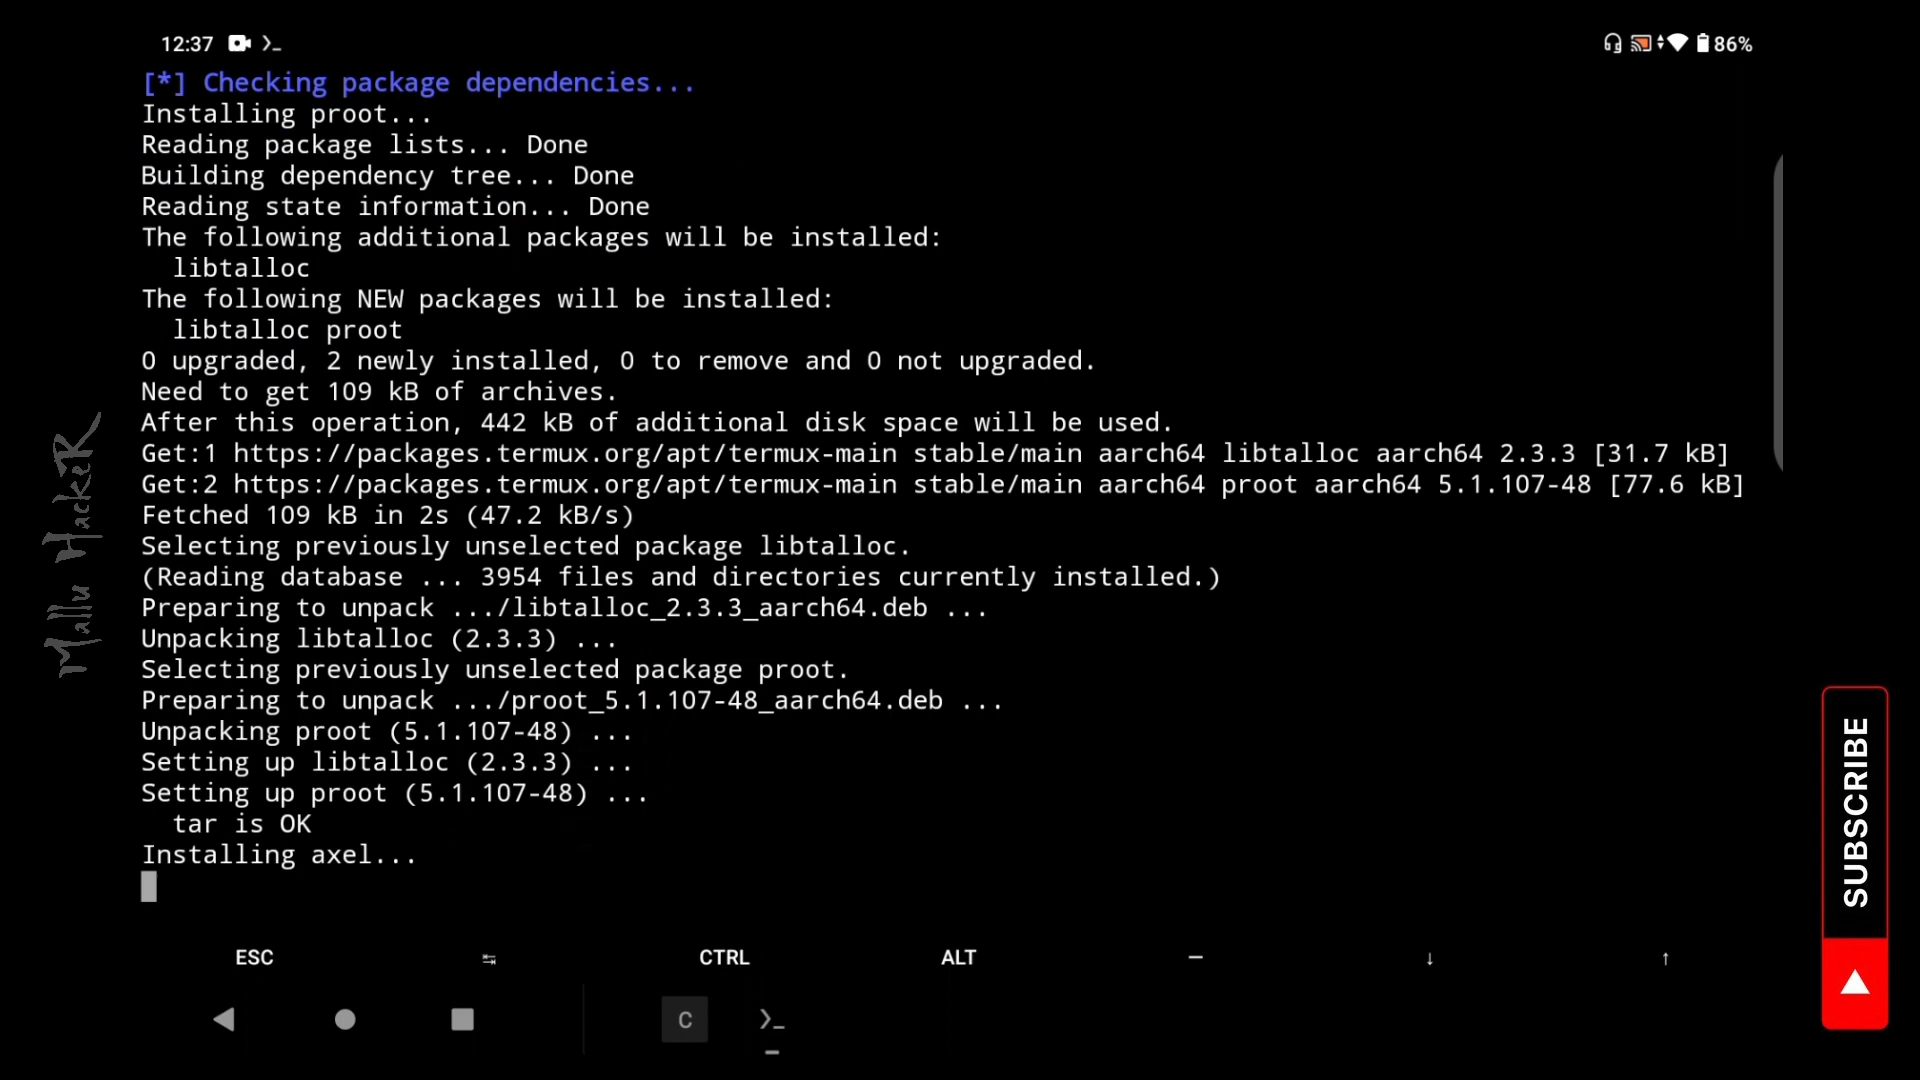 12:37
86%
[*] Checking package dependencies...
Installing proot...
Reading package lists... Done
Building dependency tree... Done
Reading state information... Done
The following additional packages will be installed:
  libtalloc
The following NEW packages will be installed:
  libtalloc proot
0 upgraded, 2 newly installed, 0 to remove and 0 not upgraded.
Need to get 109 kB of archives.
After this operation, 442 kB of additional disk space will be used.
Get:1 https://packages.termux.org/apt/termux-main stable/main aarch64 libtalloc aarch64 2.3.3 [31.7 kB]
Get:2 https://packages.termux.org/apt/termux-main stable/main aarch64 proot aarch64 5.1.107-48 [77.6 kB]
Fetched 109 kB in 2s (47.2 kB/s)
Selecting previously unselected package libtalloc.
(Reading database ... 3954 files and directories currently installed.)
Preparing to unpack .../libtalloc_2.3.3_aarch64.deb ...
Unpacking libtalloc (2.3.3) ...
Selecting previously unselected package proot.
Preparing to unpack .../proot_5.1.107-48_aarch64.deb ...
Unpacking proot (5.1.107-48) ...
Setting up libtalloc (2.3.3) ...
Setting up proot (5.1.107-48) ...
  tar is OK
Installing axel...
ESC ↹ CTRL ALT – ↓ ↑
C >_
Mallu HackeR
SUBSCRIBE